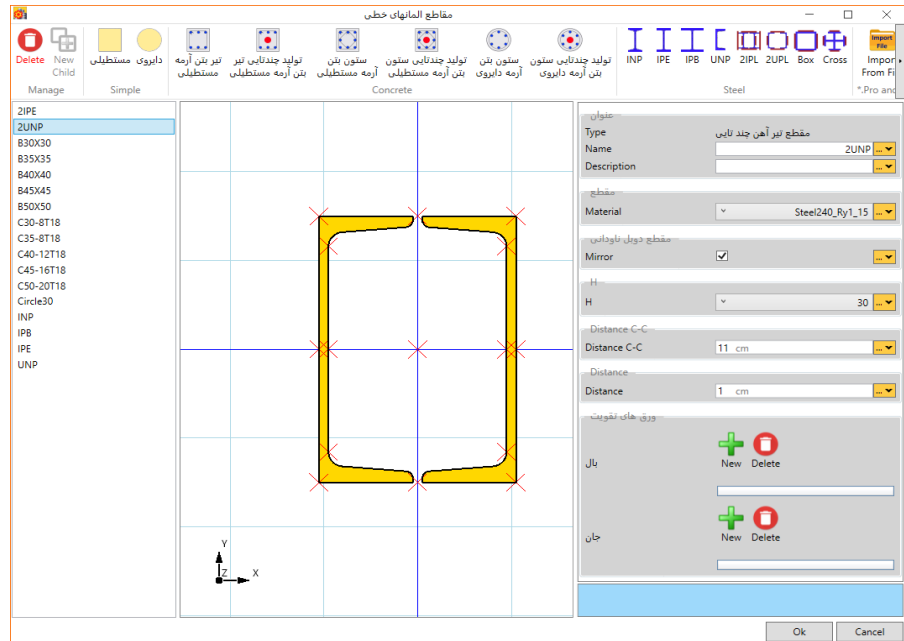 مقاطع المانهای خطی
Delete
New Child
مستطیلی
دایروی
تیر بتن آرمه مستطیلی
تولید چندتایی تیر بتن آرمه مستطیلی
ستون بتن آرمه مستطیلی
تولید چندتایی ستون بتن آرمه مستطیلی
ستون بتن آرمه دایروی
تولید چندتایی ستون بتن آرمه دایروی
INP
IPE
IPB
UNP
2IPL
2UPL
Box
Cross
Import File
Impor
From Fi
Manage
Simple
Concrete
Steel
*.Pro and
2IPE
2UNP
B30X30
B35X35
B40X40
B45X45
B50X50
C30-8T18
C35-8T18
C40-12T18
C45-16T18
C50-20T18
Circle30
INP
IPB
IPE
UNP
Y
Z
X
عنوان
Type مقطع تیر آهن چند تایی
Name 2UNP ...
Description ...
مقطع
Material Steel240_Ry1_15 ...
مقطع دوبل ناودانی
Mirror ...
H
H 30 ...
Distance C-C
Distance C-C 11 cm ...
Distance
Distance 1 cm ...
ورق های تقویت
بال
New Delete
جان
New Delete
Ok Cancel